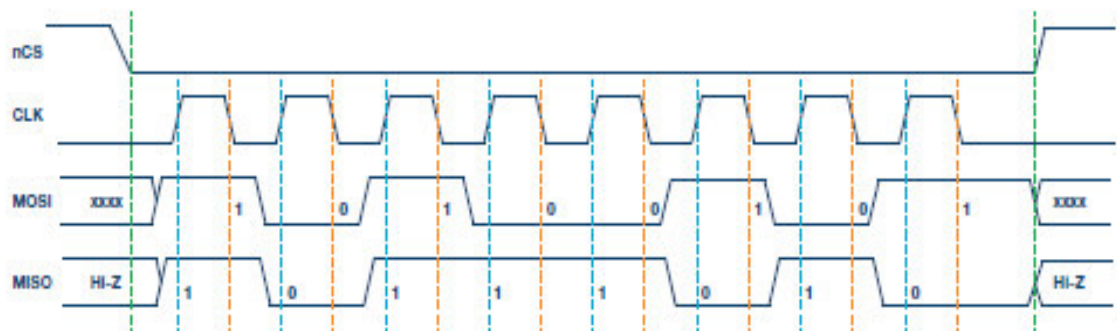 nCS
CLK
MOSI xxxx 1 0 1 0 0 1 0 1 xxxx
MISO HI-Z 1 0 1 1 1 0 1 0 HI-Z